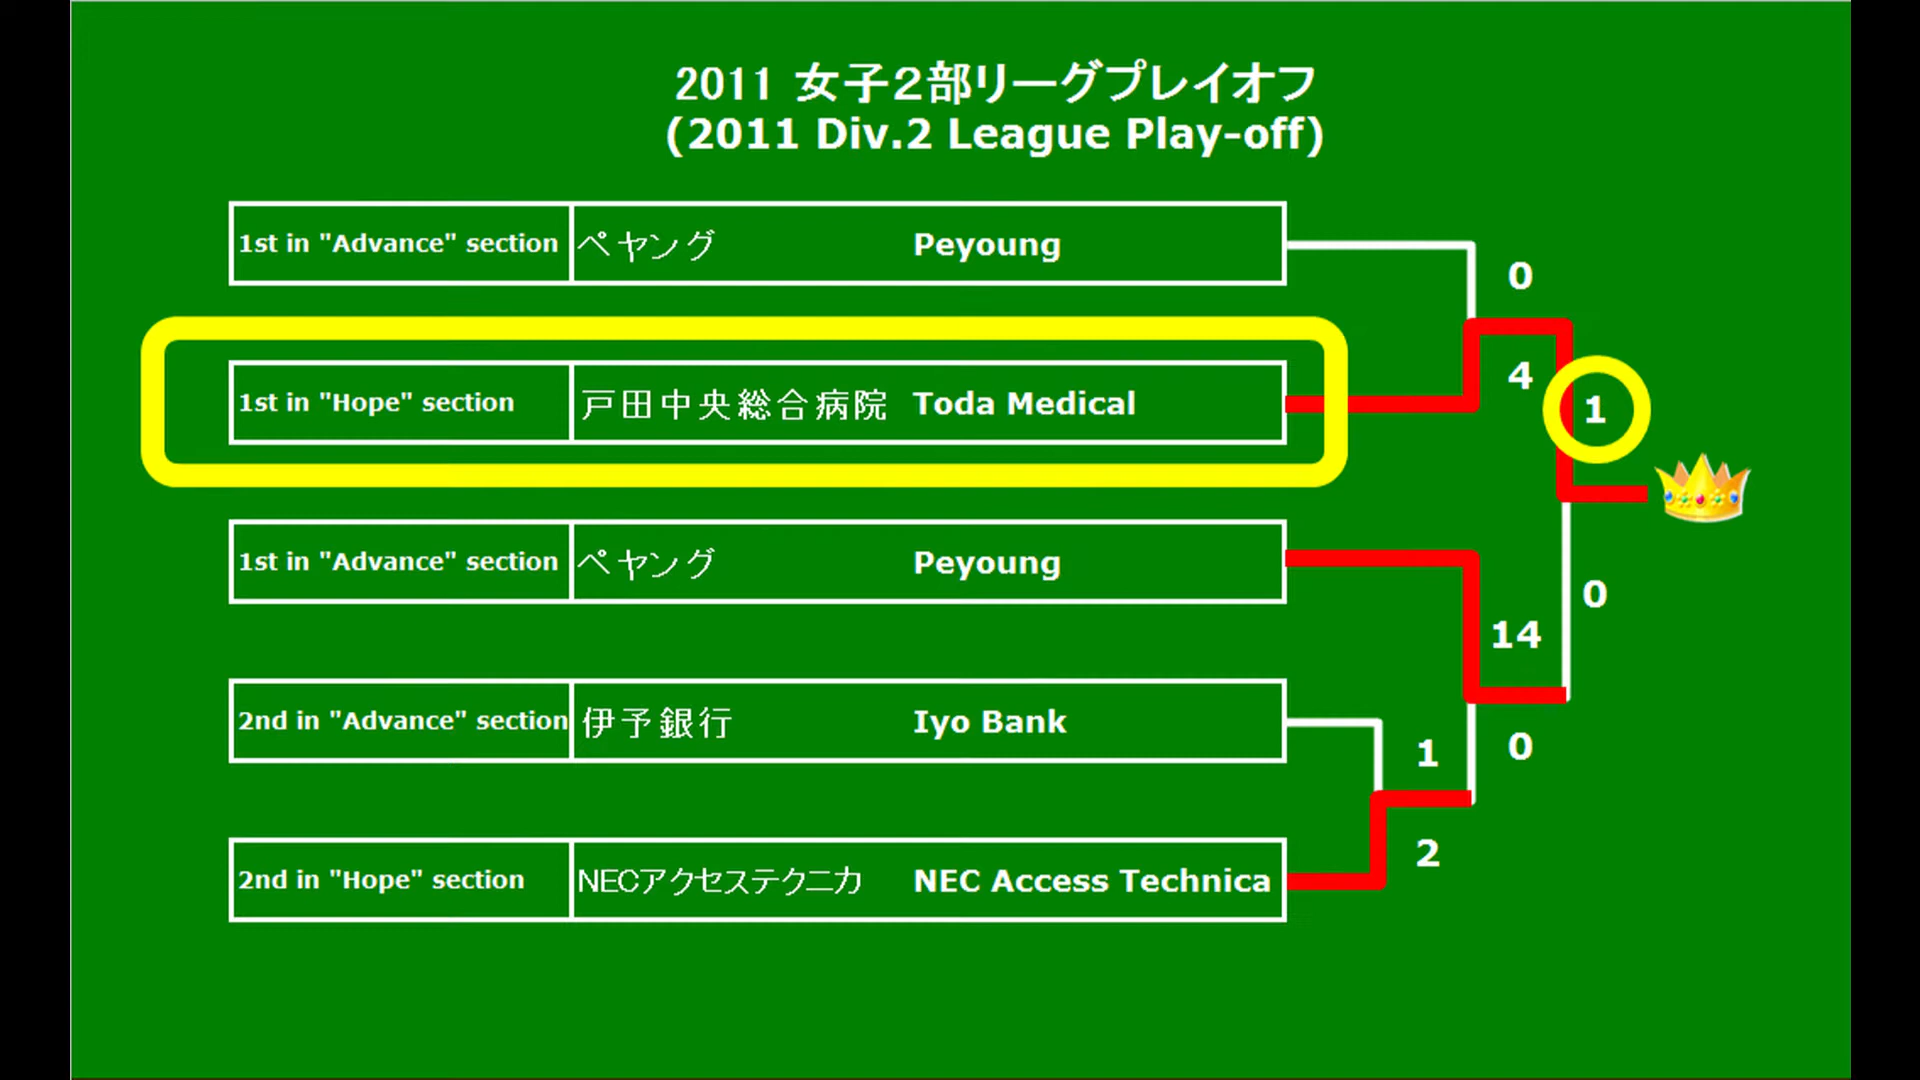 2011 女子２部リーグプレイオフ
(2011 Div.2 League Play-off)
1st in "Advance" section ペヤング Peyoung
0
1st in "Hope" section 戸田中央総合病院 Toda Medical
4
1
1st in "Advance" section ペヤング Peyoung
0
14
2nd in "Advance" section 伊予銀行 Iyo Bank
1
0
2nd in "Hope" section NECアクセステクニカ NEC Access Technica
2